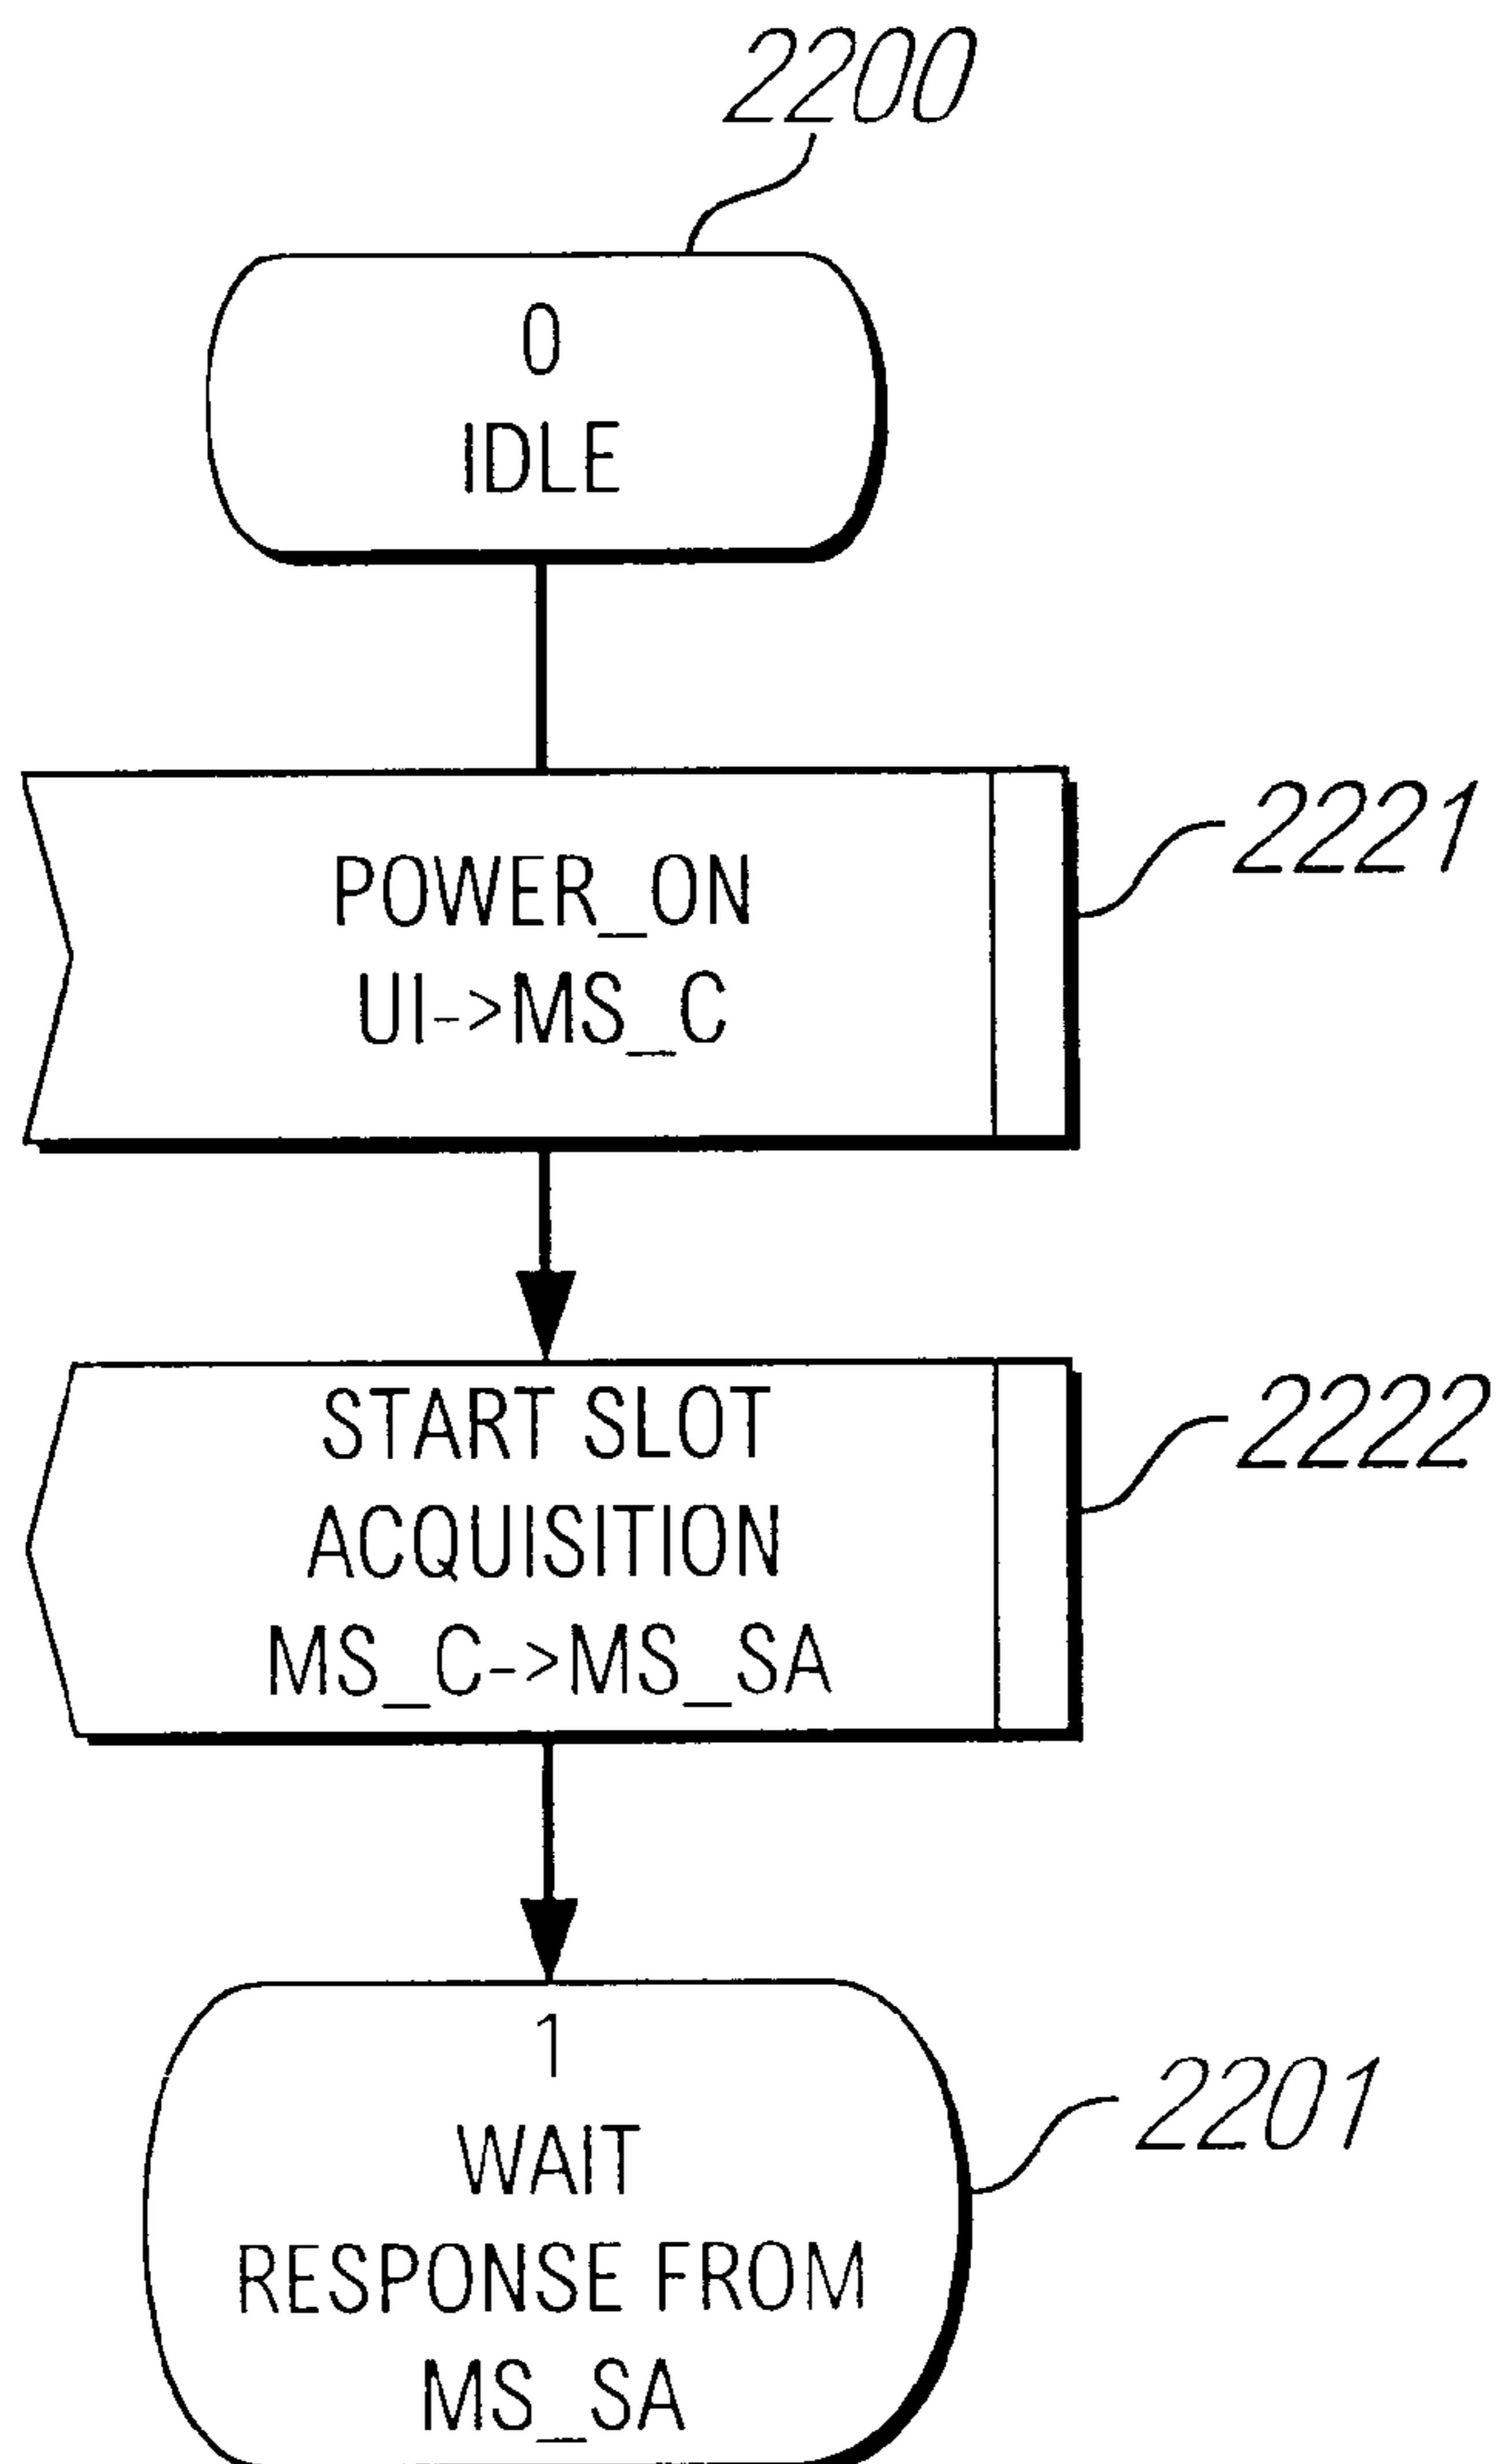 2200
0
IDLE
POWER_ON
UI->MS_C
2221
START SLOT
ACQUISITION
MS_C->MS_SA
2222
1
WAIT
RESPONSE FROM
MS_SA
2201